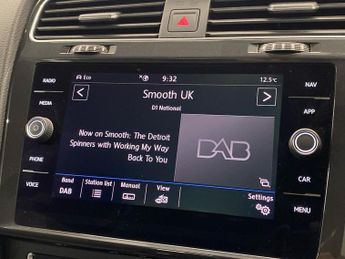 Eco
9:32
12.5°C
Smooth UK
D1 National
Now on Smooth: The Detroit
Spinners with Working My Way
Back To You
DAB
Band
DAB
Station list
Manual
View
Settings
RADIO
MEDIA
PHONE
VOICE
NAV
APP
CAR
MENU